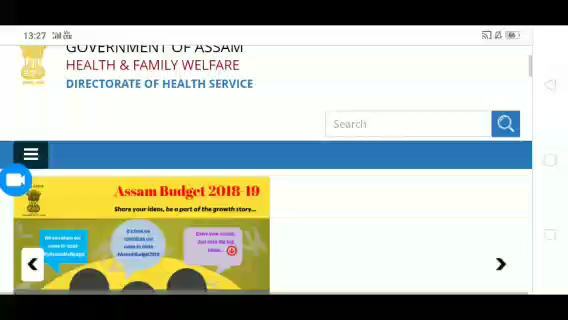 13:27
GOVERNMENT OF ASSAM
HEALTH & FAMILY WELFARE
DIRECTORATE OF HEALTH SERVICE
Search
Assam Budget 2018-19
Share your ideas, be a part of the growth story...